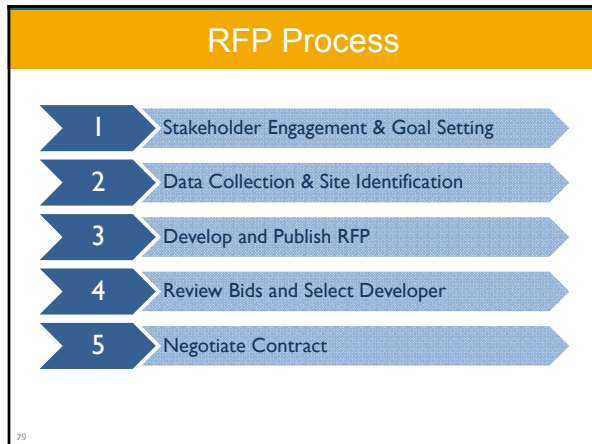 RFP Process
1 Stakeholder Engagement & Goal Setting
2 Data Collection & Site Identification
3 Develop and Publish RFP
4 Review Bids and Select Developer
5 Negotiate Contract
79